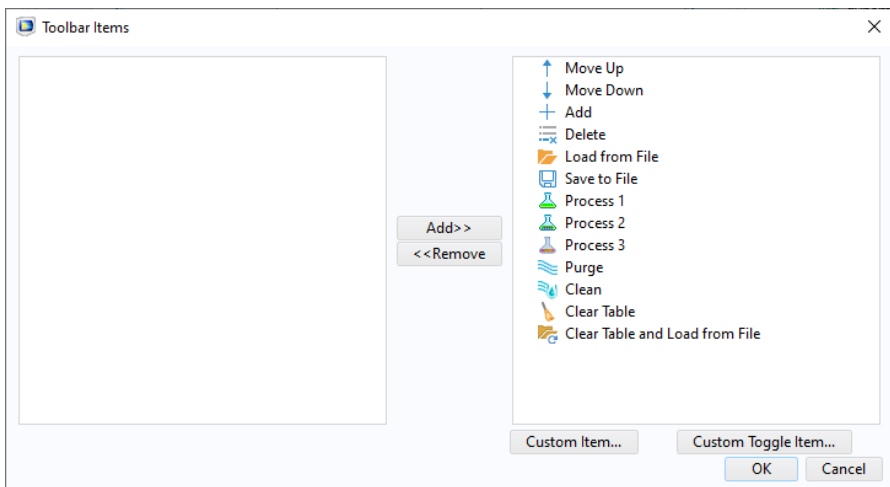 Toolbar Items
Move Up
Move Down
Add
Delete
Load from File
Save to File
Process 1
Process 2
Process 3
Purge
Clean
Clear Table
Clear Table and Load from File
Add>>
<<Remove
Custom Item...
Custom Toggle Item...
OK
Cancel